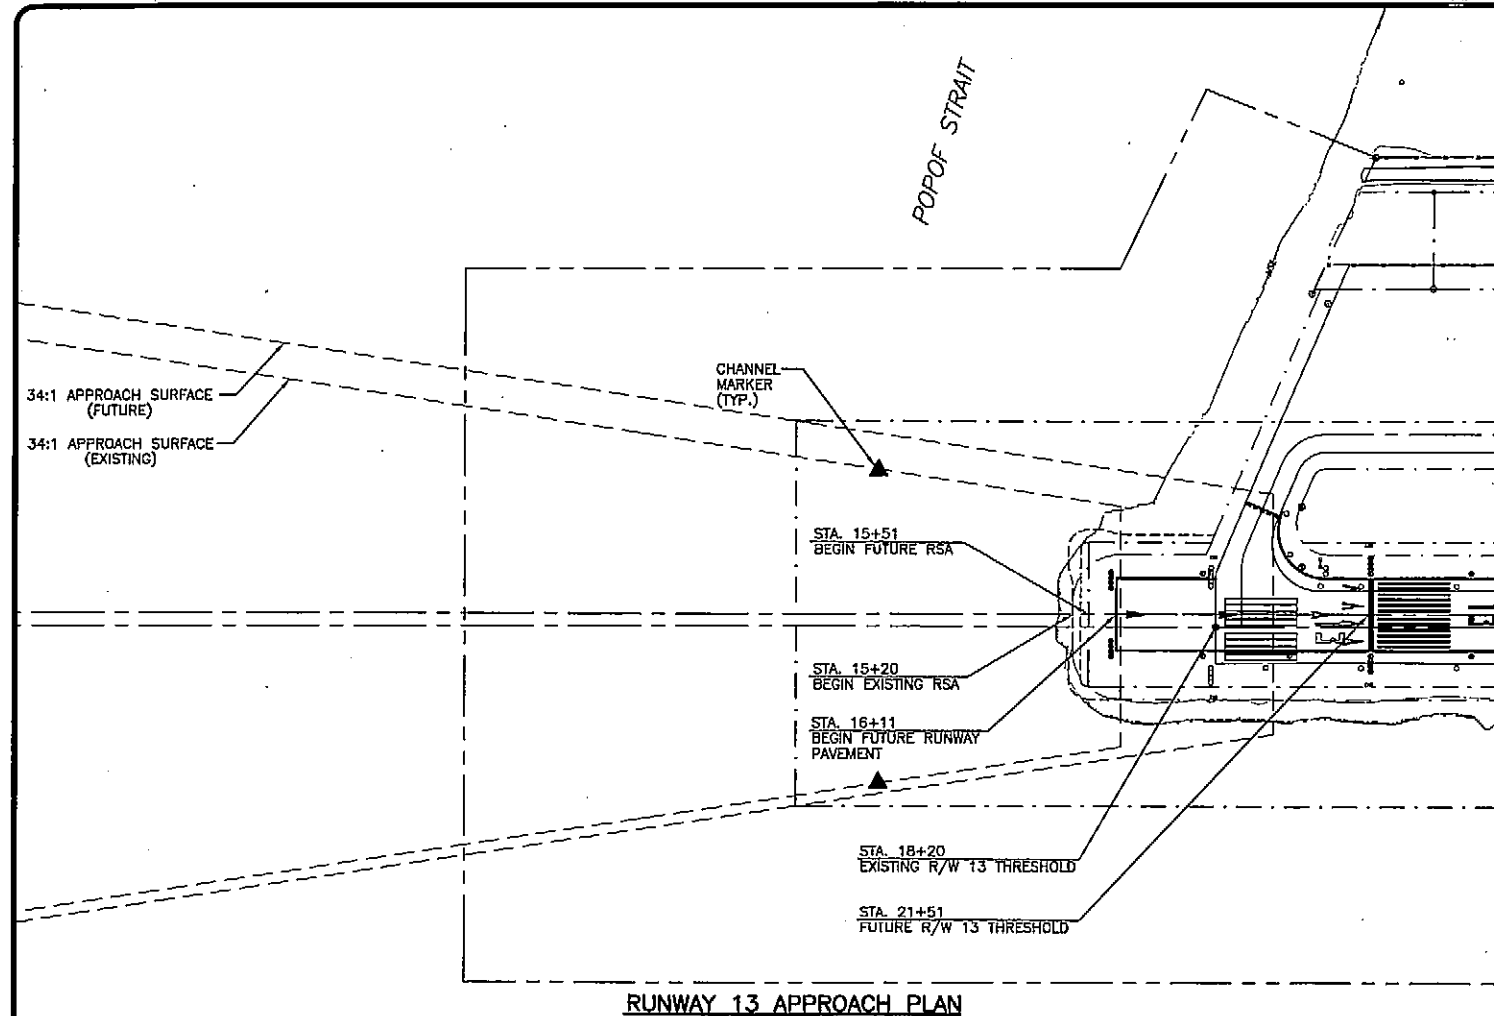 POPOF STRAIT
CHANNEL
MARKER
(TYP.)
34:1 APPROACH SURFACE
(FUTURE)
34:1 APPROACH SURFACE
(EXISTING)
STA. 15+51
BEGIN FUTURE RSA
STA. 15+20
BEGIN EXISTING RSA
STA. 16+11
BEGIN FUTURE RUNWAY
PAVEMENT
STA. 18+20
EXISTING R/W 13 THRESHOLD
STA. 21+51
FUTURE R/W 13 THRESHOLD
RUNWAY 13 APPROACH PLAN